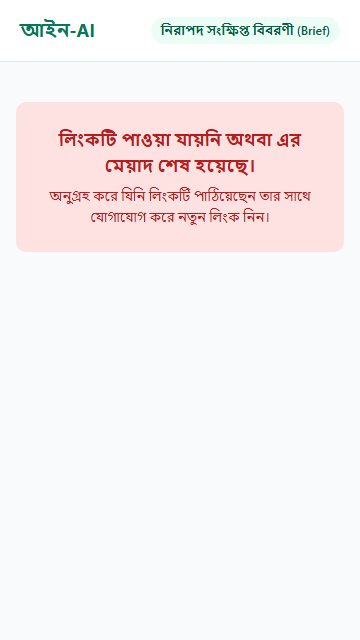 আইন-AI
নিরাপদ সংক্ষিপ্ত বিবরণী (Brief)
লিংকটি পাওয়া যায়নি অথবা এর
মেয়াদ শেষ হয়েছে।
অনুগ্রহ করে যিনি লিংকটি পাঠিয়েছেন তার সাথে
যোগাযোগ করে নতুন লিংক নিন।